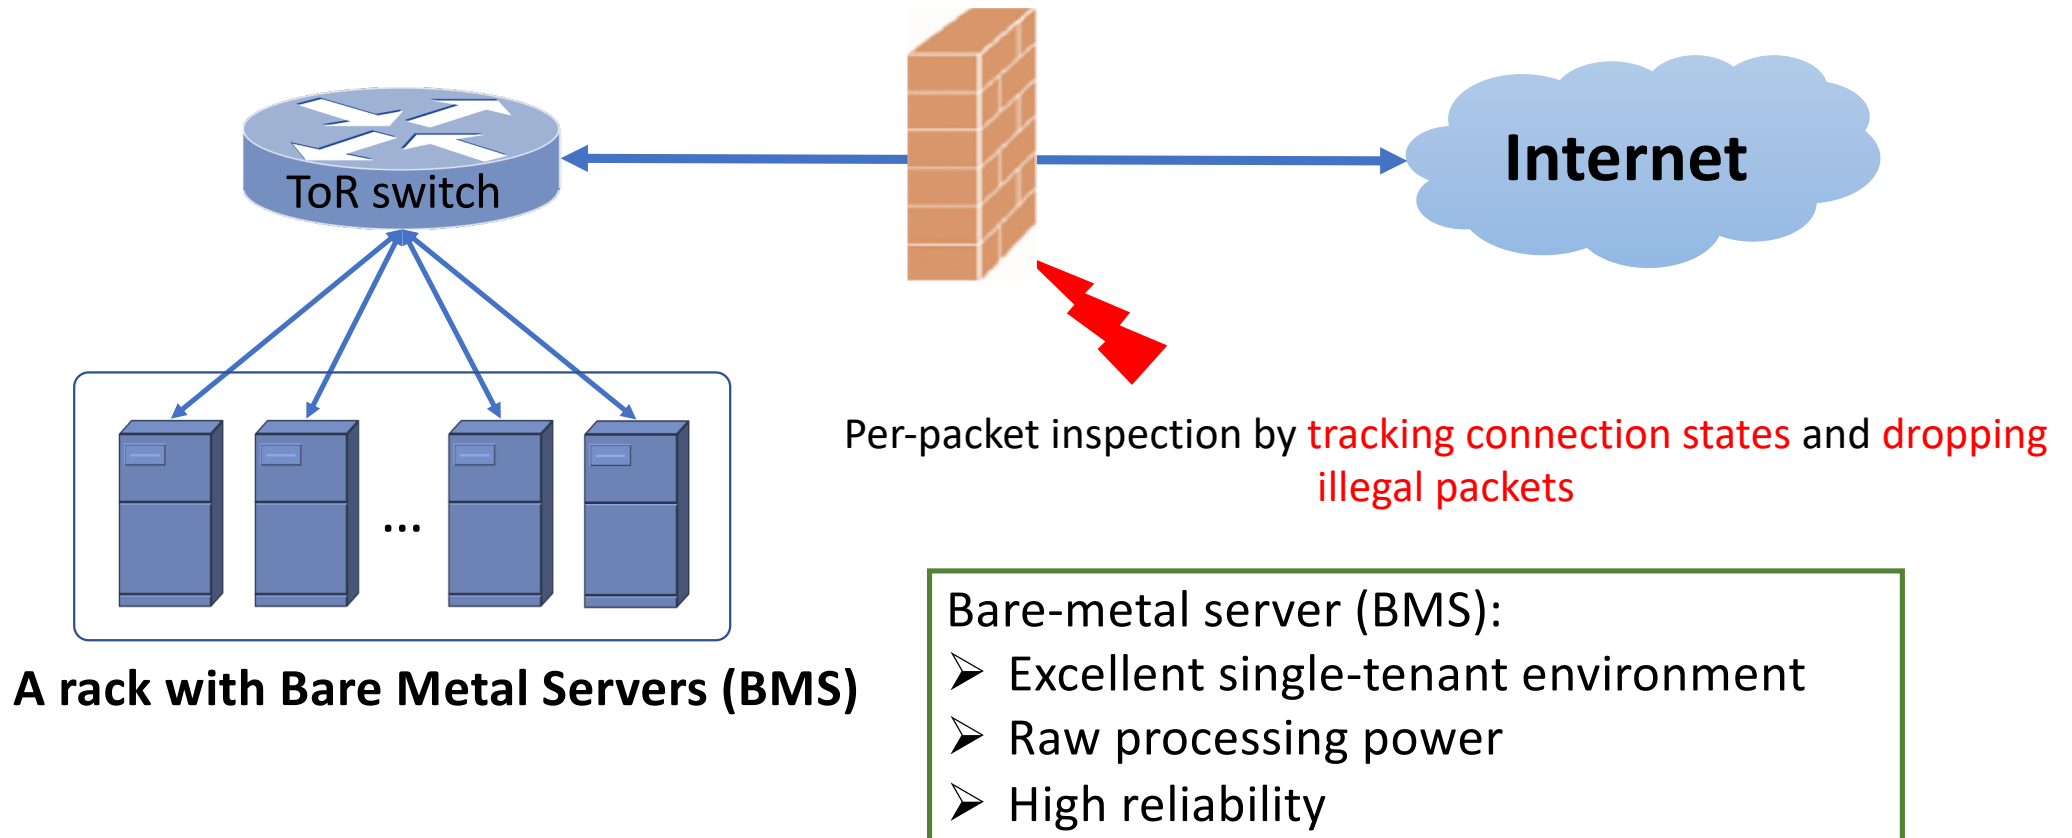 ToR switch
Internet
Per-packet inspection by tracking connection states and dropping
illegal packets
...
A rack with Bare Metal Servers (BMS)
Bare-metal server (BMS):
➢ Excellent single-tenant environment
➢ Raw processing power
➢ High reliability